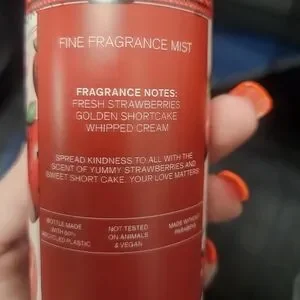 FINE FRAGRANCE MIST
FRAGRANCE NOTES:
FRESH STRAWBERRIES
GOLDEN SHORTCAKE
WHIPPED CREAM
SPREAD KINDNESS TO ALL WITH THE
SCENT OF YUMMY STRAWBERRIES AND
SWEET SHORT CAKE. YOUR LOVE MATTERS
BOTTLE MADE
WITH 50%
RECYCLED PLASTIC
NOT TESTED
ON ANIMALS
& VEGAN
MADE WITHOUT
PARABENS